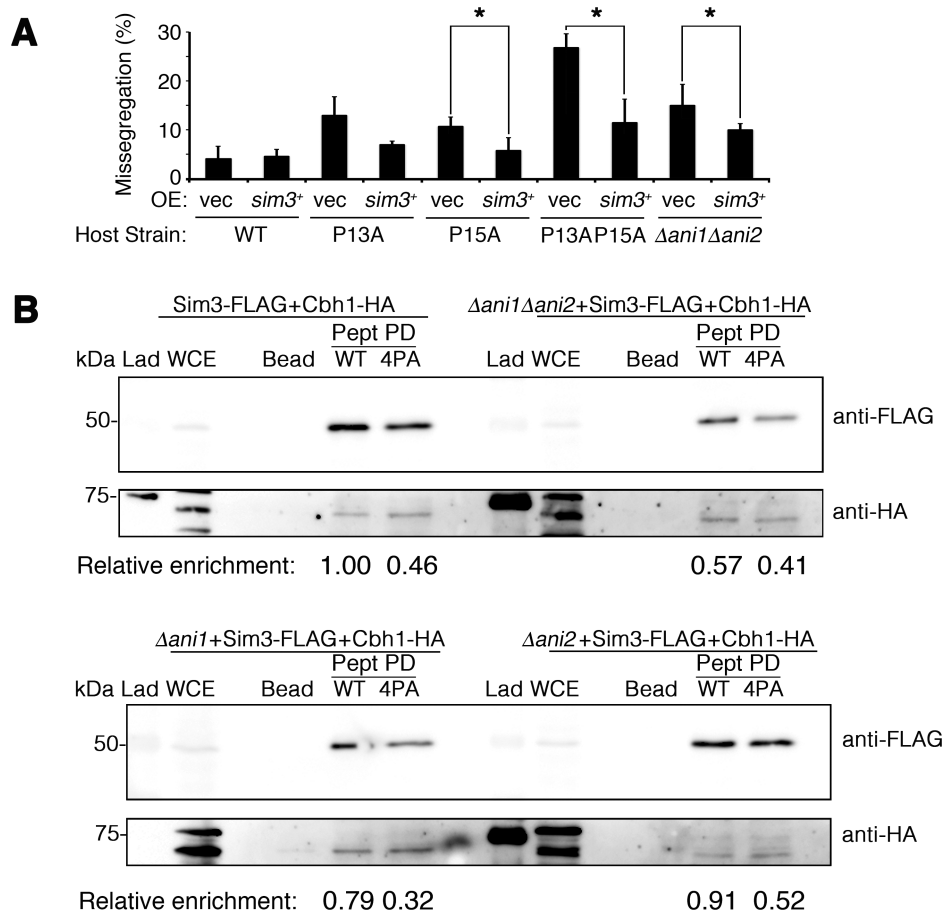 A
Missegregation (%)
30
20
10
0
* * *
OE: vec sim3+ vec sim3+ vec sim3+ vec sim3+ vec sim3+
Host Strain: WT P13A P15A P13AP15A Δani1Δani2
B
Sim3-FLAG+Cbh1-HA Δani1Δani2+Sim3-FLAG+Cbh1-HA
Pept PD Pept PD
kDa Lad WCE Bead WT 4PA Lad WCE Bead WT 4PA
50- anti-FLAG
75- anti-HA
Relative enrichment: 1.00 0.46 0.57 0.41
Δani1+Sim3-FLAG+Cbh1-HA Δani2+Sim3-FLAG+Cbh1-HA
Pept PD Pept PD
kDa Lad WCE Bead WT 4PA Lad WCE Bead WT 4PA
50- anti-FLAG
75- anti-HA
Relative enrichment: 0.79 0.32 0.91 0.52